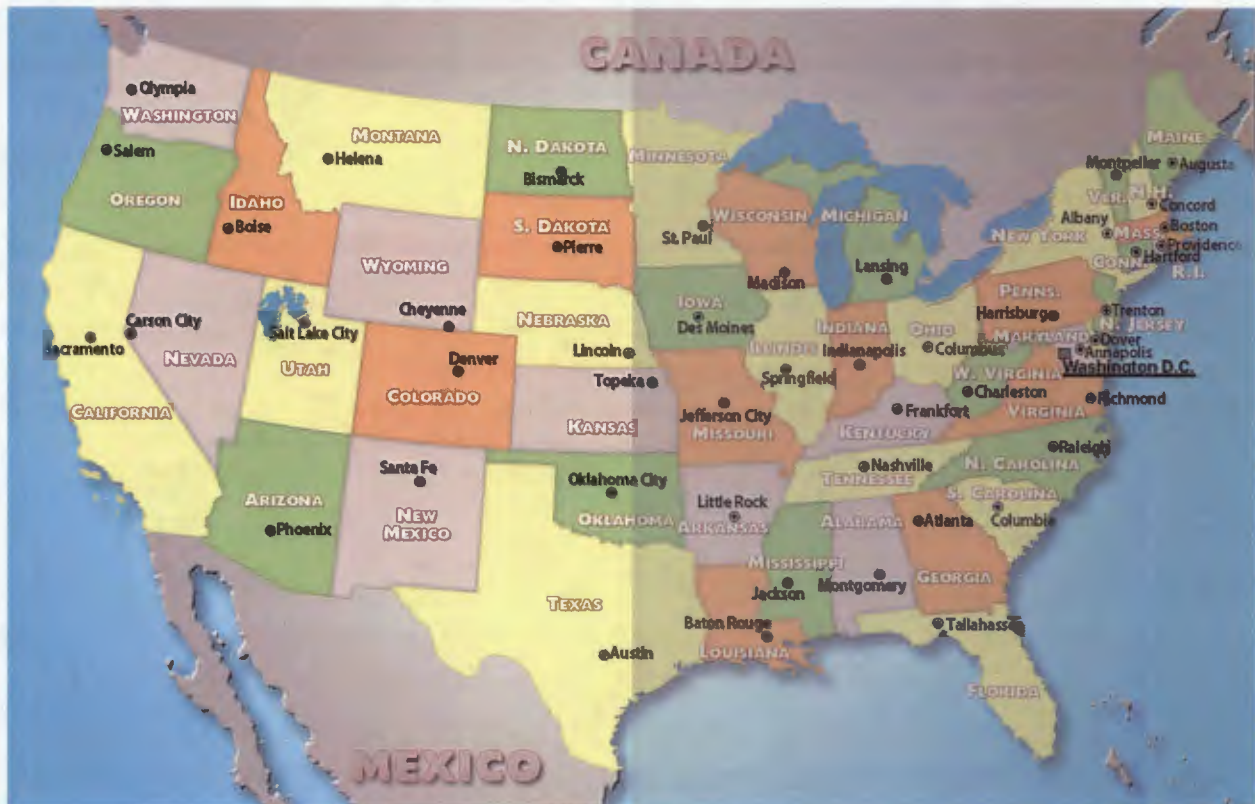 CANADA
Olympia
WASHINGTON
Salem
OREGON
MONTANA
Helena
IDAHO
Boise
N. DAKOTA
Bismarck
S. DAKOTA
Pierre
MINNESOTA
St. Paul
WISCONSIN
Madison
MICHIGAN
Lansing
MAINE
Augusta
Montpelier
VER.
N.H.
Concord
Albany
NEW YORK
MASS
Boston
Providence
Hartford
CONN.
R.I.
WYOMING
Cheyenne
NEBRASKA
Lincoln
IOWA
Des Moines
ILLINOIS
Springfield
INDIANA
Indianapolis
OHIO
Columbus
PENNS.
Harrisburg
Trenton
N. JERSEY
MARYLAND
Dover
Annapolis
Washington D.C.
W. VIRGINIA
Charleston
VIRGINIA
Richmond
Carson City
Sacramento
NEVADA
CALIFORNIA
Salt Lake City
UTAH
Denver
COLORADO
Topeka
KANSAS
Jefferson City
MISSOURI
Frankfort
KENTUCKY
Nashville
TENNESSEE
Raleigh
N. CAROLINA
S. CAROLINA
Columbia
ARIZONA
Phoenix
Santa Fe
NEW
MEXICO
Oklahoma City
OKLAHOMA
Little Rock
ARKANSAS
MISSISSIPPI
Jackson
ALABAMA
Montgomery
Atlanta
GEORGIA
TEXAS
Austin
Baton Rouge
LOUISIANA
Tallahass
FLORIDA
MEXICO